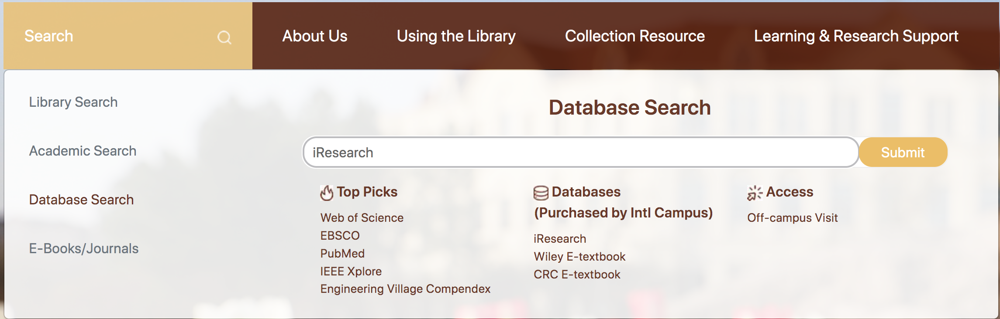 Search
About Us
Using the Library
Collection Resource
Learning & Research Support
Library Search
Academic Search
Database Search
E-Books/Journals
Database Search
iResearch
Submit
Top Picks
Web of Science
EBSCO
PubMed
IEEE Xplore
Engineering Village Compendex
Databases
(Purchased by Intl Campus)
iResearch
Wiley E-textbook
CRC E-textbook
Access
Off-campus Visit